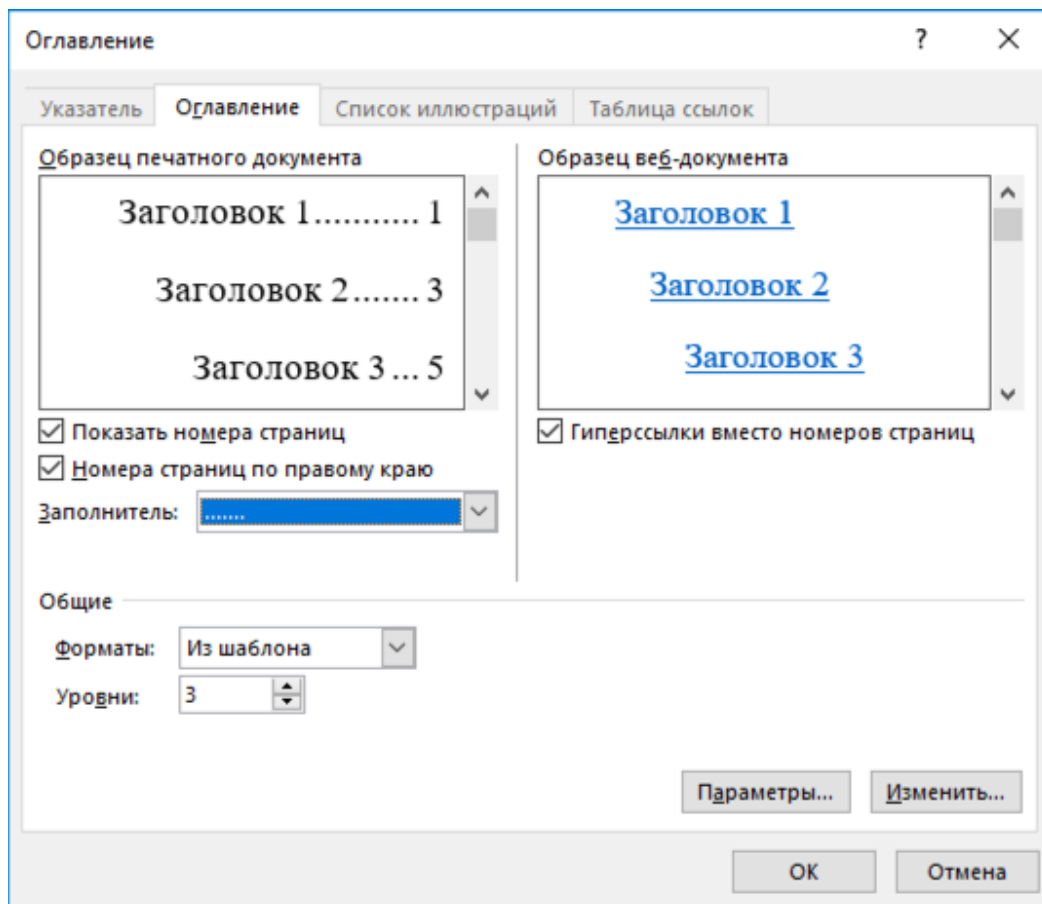 Оглавление ?
Указатель Оглавление Список иллюстраций Таблица ссылок
Образец печатного документа
Заголовок 1........... 1
Заголовок 2....... 3
Заголовок 3 ... 5
Показать номера страниц
Номера страниц по правому краю
Заполнитель: .......
Образец веб-документа
Заголовок 1
Заголовок 2
Заголовок 3
Гиперссылки вместо номеров страниц
Общие
Форматы: Из шаблона
Уровни: 3
Параметры... Изменить...
ОК Отмена